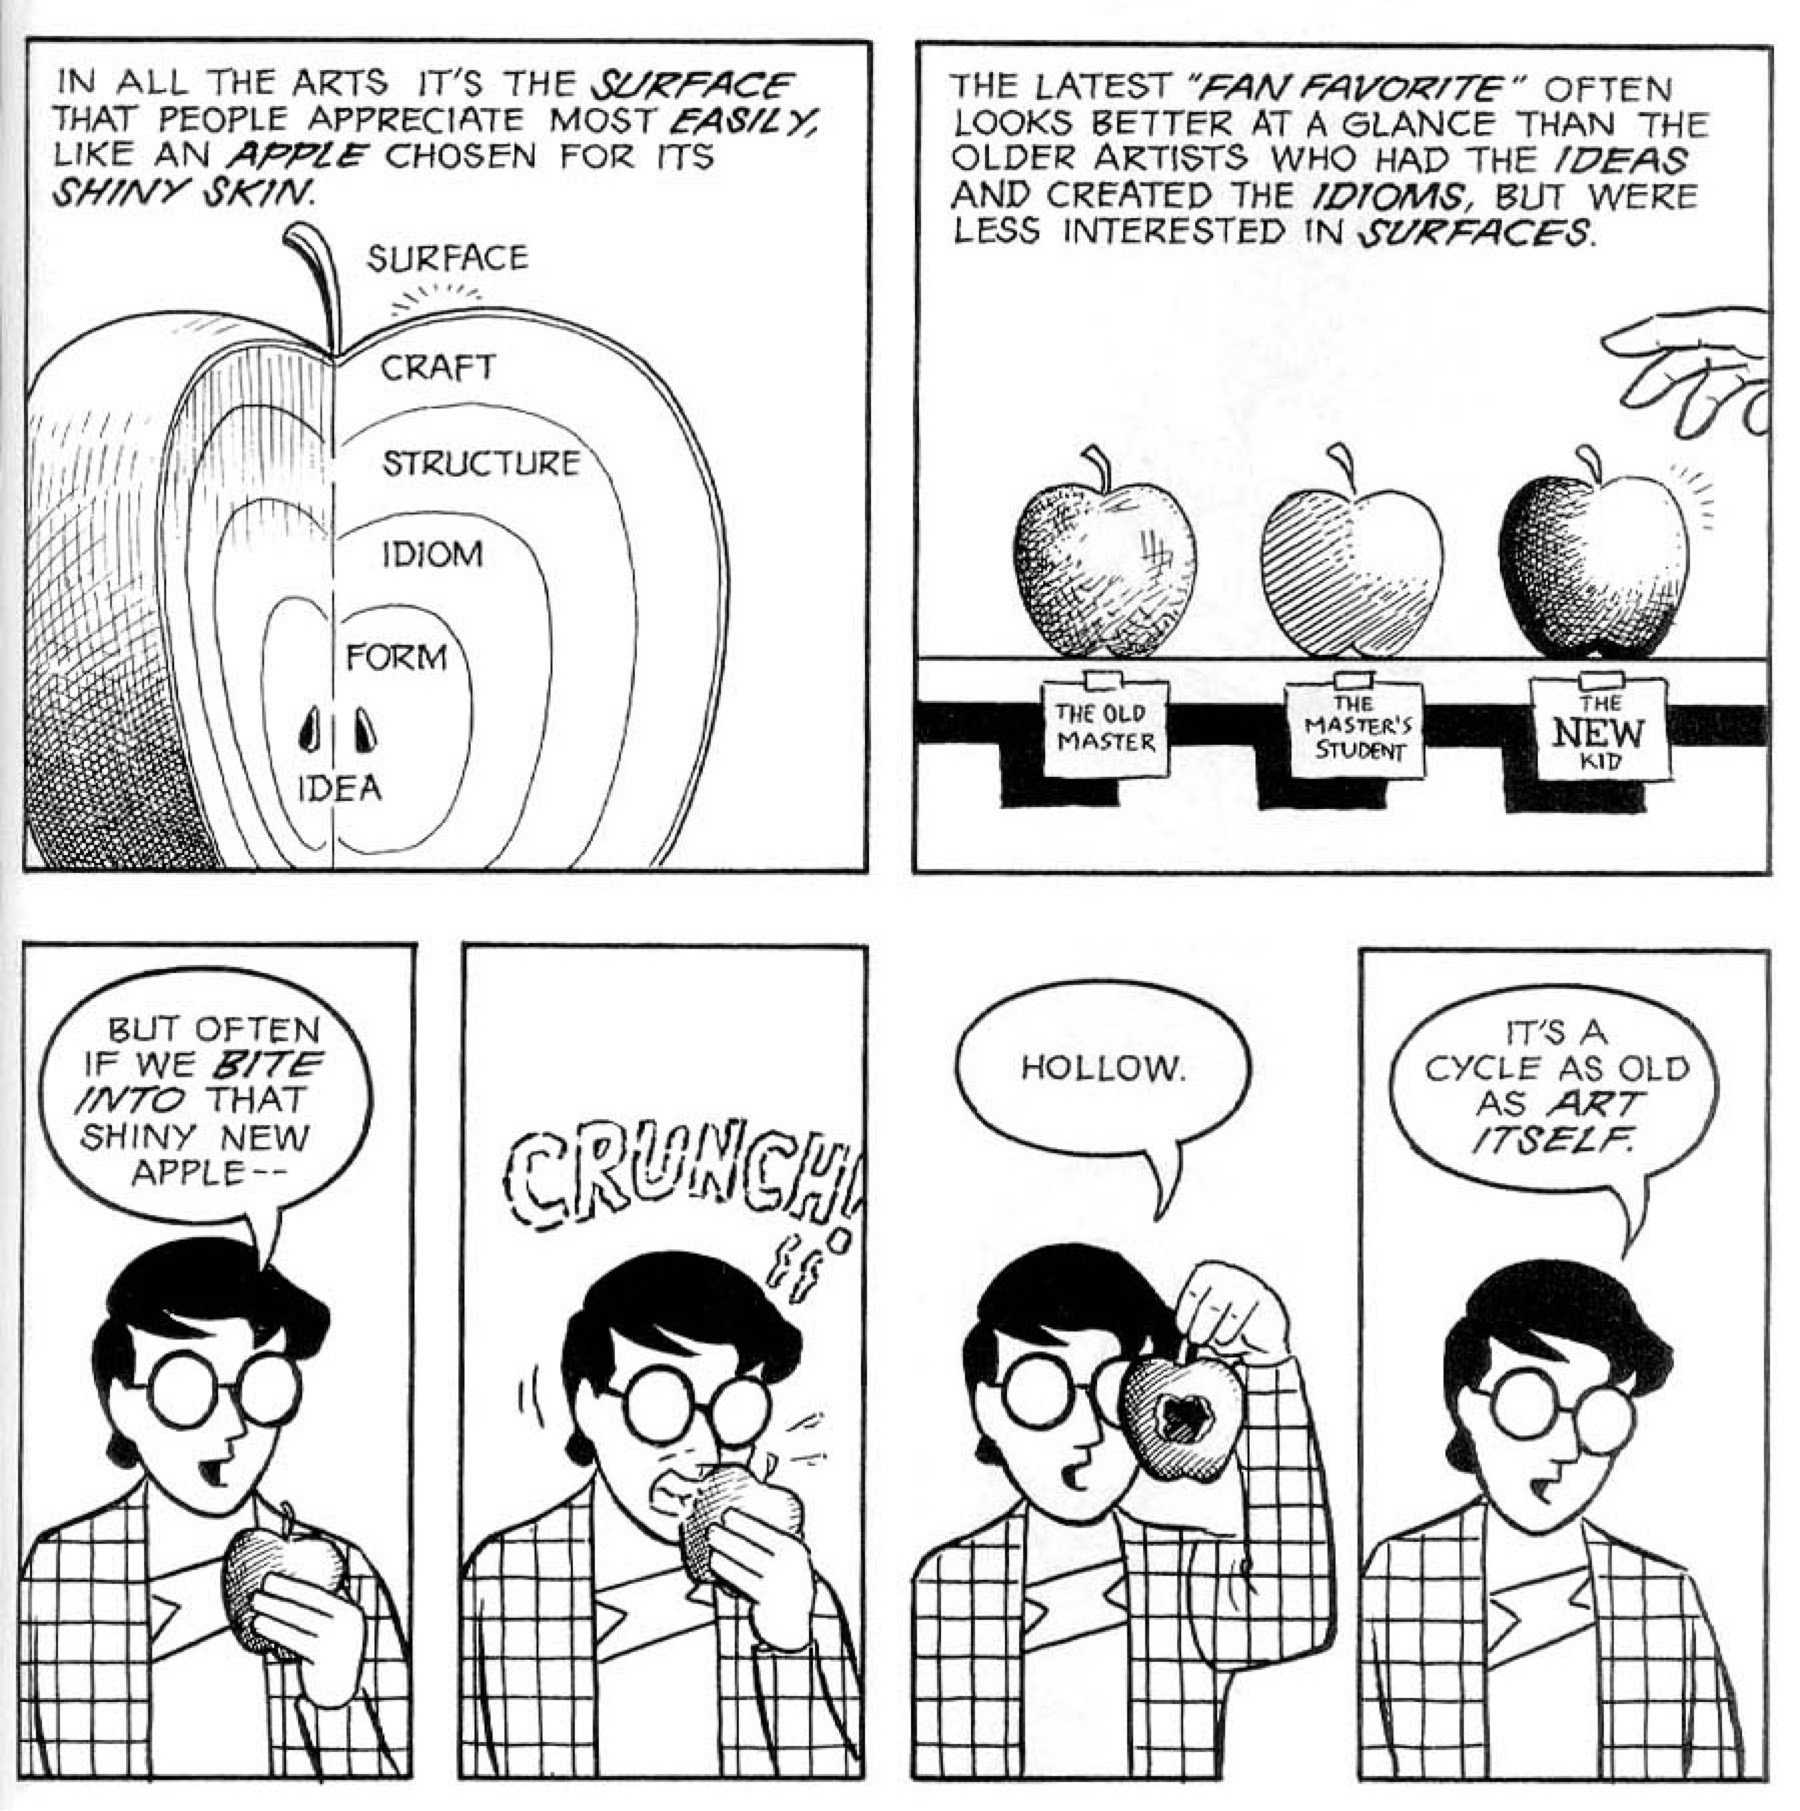 IN ALL THE ARTS IT'S THE SURFACE
THAT PEOPLE APPRECIATE MOST EASILY,
LIKE AN APPLE CHOSEN FOR ITS
SHINY SKIN.
SURFACE
CRAFT
STRUCTURE
IDIOM
FORM
IDEA
THE LATEST "FAN FAVORITE" OFTEN
LOOKS BETTER AT A GLANCE THAN THE
OLDER ARTISTS WHO HAD THE IDEAS
AND CREATED THE IDIOMS, BUT WERE
LESS INTERESTED IN SURFACES.
THE OLD
MASTER
THE
MASTER'S
STUDENT
THE
NEW
KID
BUT OFTEN
IF WE BITE
INTO THAT
SHINY NEW
APPLE--
CRUNCH!
HOLLOW.
IT'S A
CYCLE AS OLD
AS ART
ITSELF.